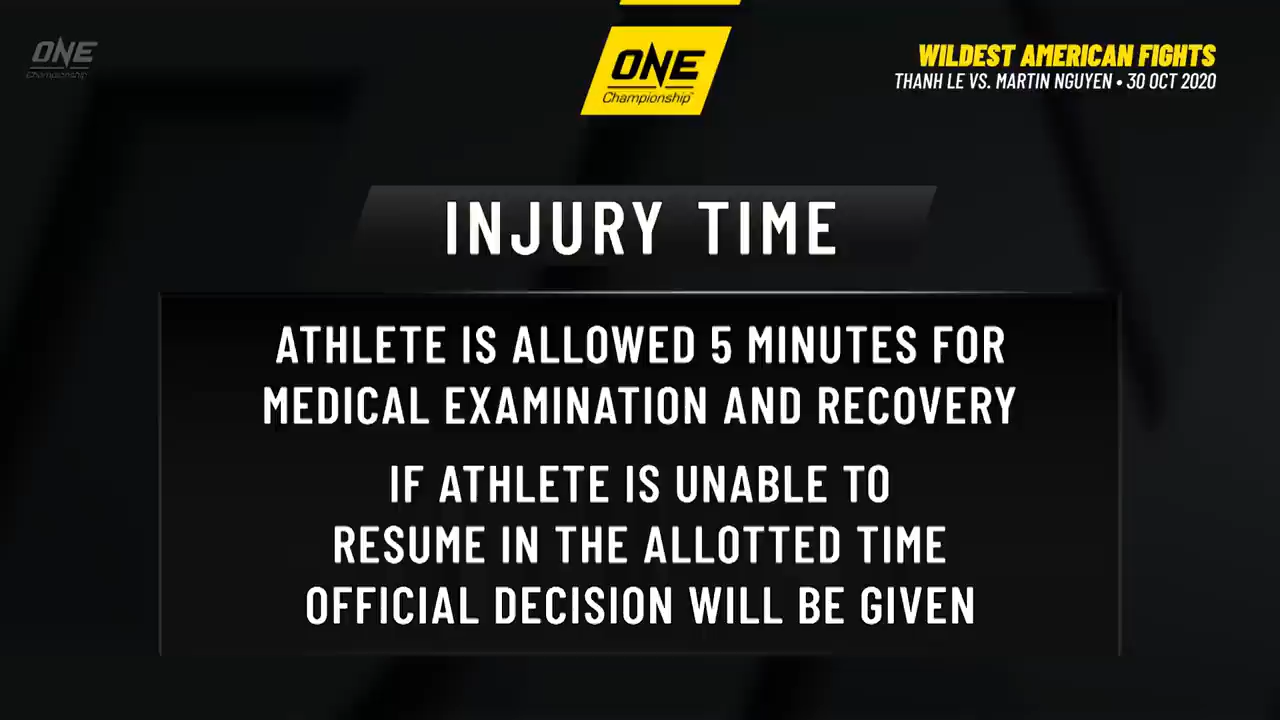 ONE
Championship
ONE
Championship™
WILDEST AMERICAN FIGHTS
THANH LE VS. MARTIN NGUYEN • 30 OCT 2020
INJURY TIME
ATHLETE IS ALLOWED 5 MINUTES FOR
MEDICAL EXAMINATION AND RECOVERY
IF ATHLETE IS UNABLE TO
RESUME IN THE ALLOTTED TIME
OFFICIAL DECISION WILL BE GIVEN